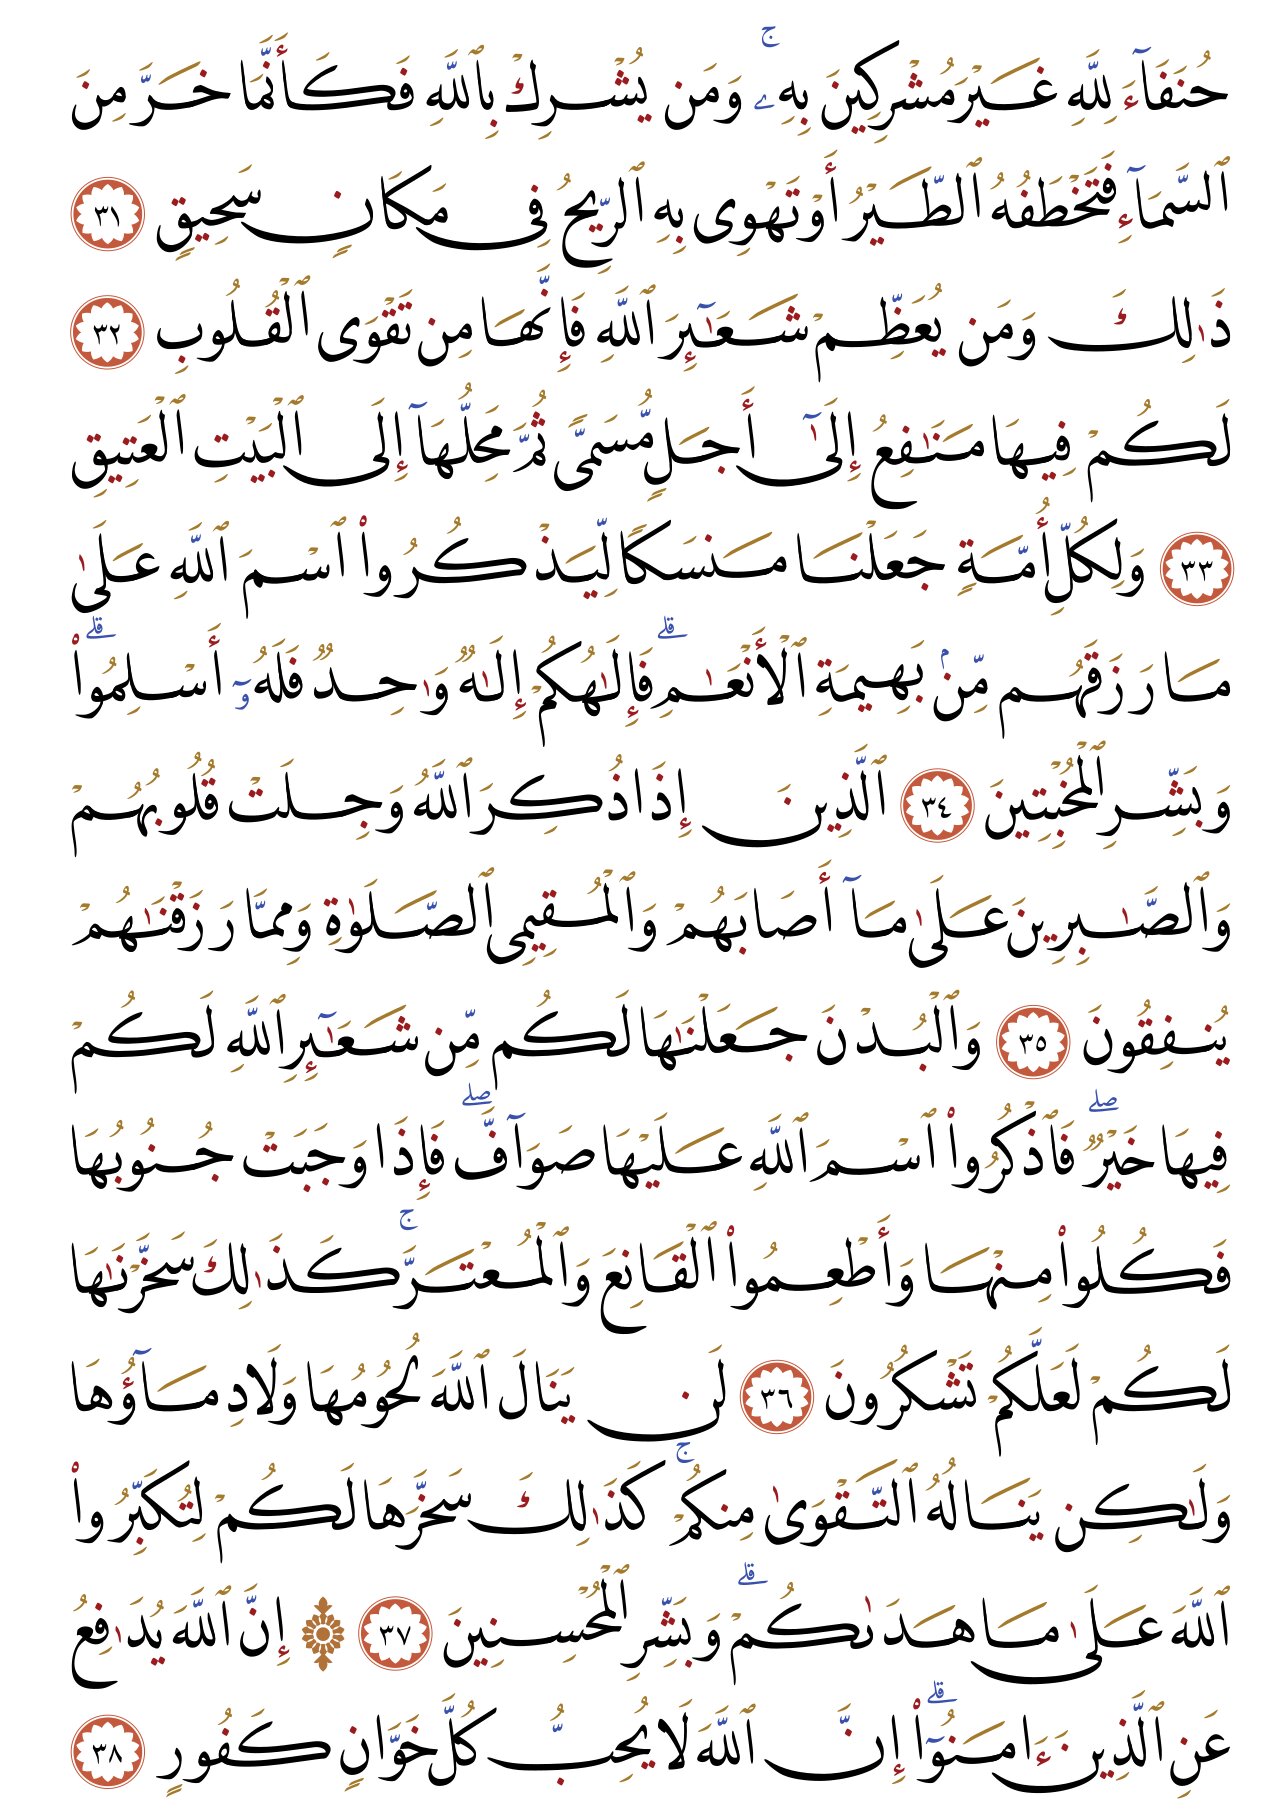 حُنَفَآءَ لِلَّهِ غَيْرَ مُشْرِكِينَ بِهِۦ ۚ وَمَن يُشْرِكْ بِٱللَّهِ فَكَأَنَّمَا خَرَّ مِنَ
ٱلسَّمَآءِ فَتَخْطَفُهُ ٱلطَّيْرُ أَوْ تَهْوِى بِهِ ٱلرِّيحُ فِى مَكَانٍ سَحِيقٍ ٣١
ذَٰلِكَ وَمَن يُعَظِّمْ شَعَـٰٓئِرَ ٱللَّهِ فَإِنَّهَا مِن تَقْوَى ٱلْقُلُوبِ ٣٢
لَكُمْ فِيهَا مَنَـٰفِعُ إِلَىٰٓ أَجَلٍ مُّسَمًّى ثُمَّ مَحِلُّهَآ إِلَى ٱلْبَيْتِ ٱلْعَتِيقِ
٣٣ وَلِكُلِّ أُمَّةٍ جَعَلْنَا مَنسَكًا لِّيَذْكُرُوا۟ ٱسْمَ ٱللَّهِ عَلَىٰ
مَا رَزَقَهُم مِّنۢ بَهِيمَةِ ٱلْأَنْعَـٰمِ ۗ فَإِلَـٰهُكُمْ إِلَـٰهٌ وَٰحِدٌ فَلَهُۥٓ أَسْلِمُوا۟ ۗ
وَبَشِّرِ ٱلْمُخْبِتِينَ ٣٤ ٱلَّذِينَ إِذَا ذُكِرَ ٱللَّهُ وَجِلَتْ قُلُوبُهُمْ
وَٱلصَّـٰبِرِينَ عَلَىٰ مَآ أَصَابَهُمْ وَٱلْمُقِيمِى ٱلصَّلَوٰةِ وَمِمَّا رَزَقْنَـٰهُمْ
يُنفِقُونَ ٣٥ وَٱلْبُدْنَ جَعَلْنَـٰهَا لَكُم مِّن شَعَـٰٓئِرِ ٱللَّهِ لَكُمْ
فِيهَا خَيْرٌ ۖ فَٱذْكُرُوا۟ ٱسْمَ ٱللَّهِ عَلَيْهَا صَوَآفَّ ۖ فَإِذَا وَجَبَتْ جُنُوبُهَا
فَكُلُوا۟ مِنْهَا وَأَطْعِمُوا۟ ٱلْقَانِعَ وَٱلْمُعْتَرَّ ۚ كَذَٰلِكَ سَخَّرْنَـٰهَا
لَكُمْ لَعَلَّكُمْ تَشْكُرُونَ ٣٦ لَن يَنَالَ ٱللَّهَ لُحُومُهَا وَلَا دِمَآؤُهَا
وَلَـٰكِن يَنَالُهُ ٱلتَّقْوَىٰ مِنكُمْ ۚ كَذَٰلِكَ سَخَّرَهَا لَكُمْ لِتُكَبِّرُوا۟
ٱللَّهَ عَلَىٰ مَا هَدَىٰكُمْ ۗ وَبَشِّرِ ٱلْمُحْسِنِينَ ٣٧ ۞ إِنَّ ٱللَّهَ يُدَٰفِعُ
عَنِ ٱلَّذِينَ ءَامَنُوٓا۟ ۗ إِنَّ ٱللَّهَ لَا يُحِبُّ كُلَّ خَوَّانٍ كَفُورٍ ٣٨